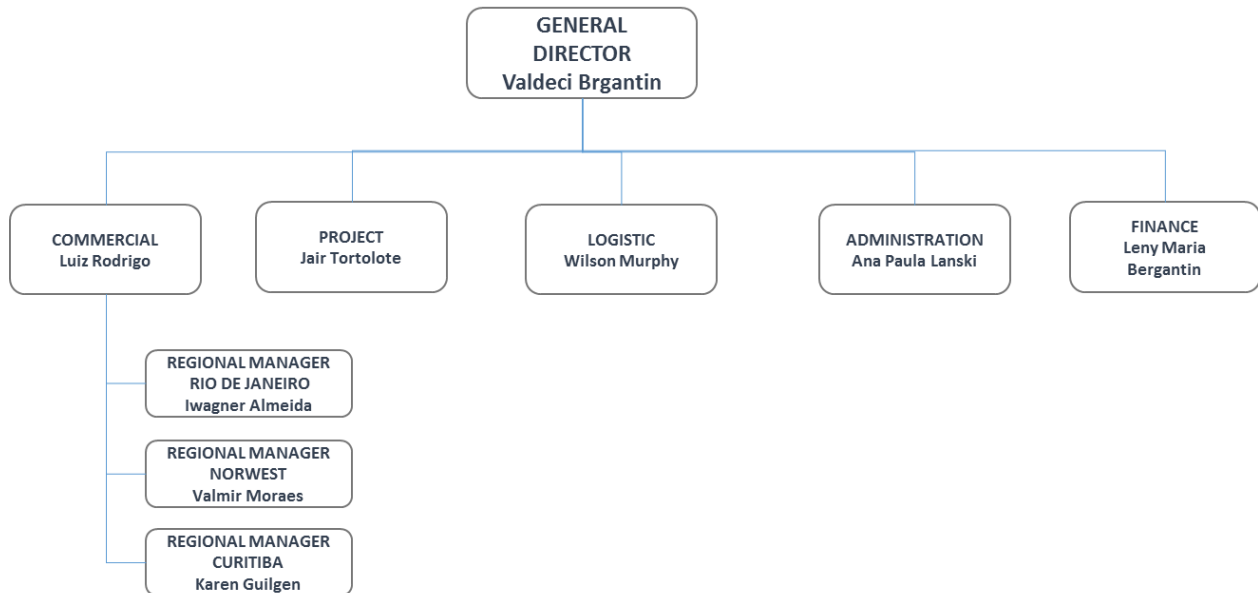 GENERAL
DIRECTOR
Valdeci Brgantin
COMMERCIAL
Luiz Rodrigo
PROJECT
Jair Tortolote
LOGISTIC
Wilson Murphy
ADMINISTRATION
Ana Paula Lanski
FINANCE
Leny Maria
Bergantin
REGIONAL MANAGER
RIO DE JANEIRO
Iwagner Almeida
REGIONAL MANAGER
NORWEST
Valmir Moraes
REGIONAL MANAGER
CURITIBA
Karen Guilgen